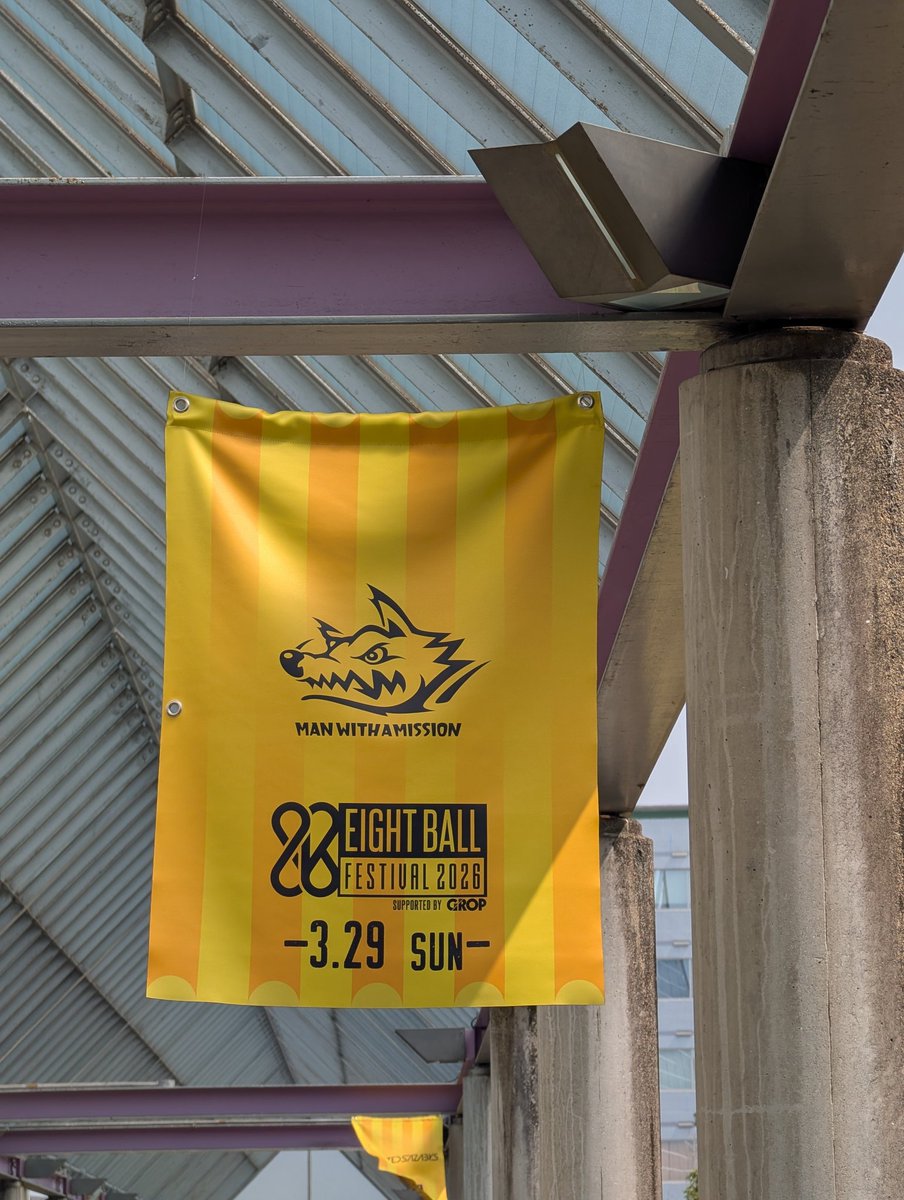 MAN WITH A MISSION
EIGHT BALL
FESTIVAL 2026
SUPPORTED BY GROP
-3.29 SUN-